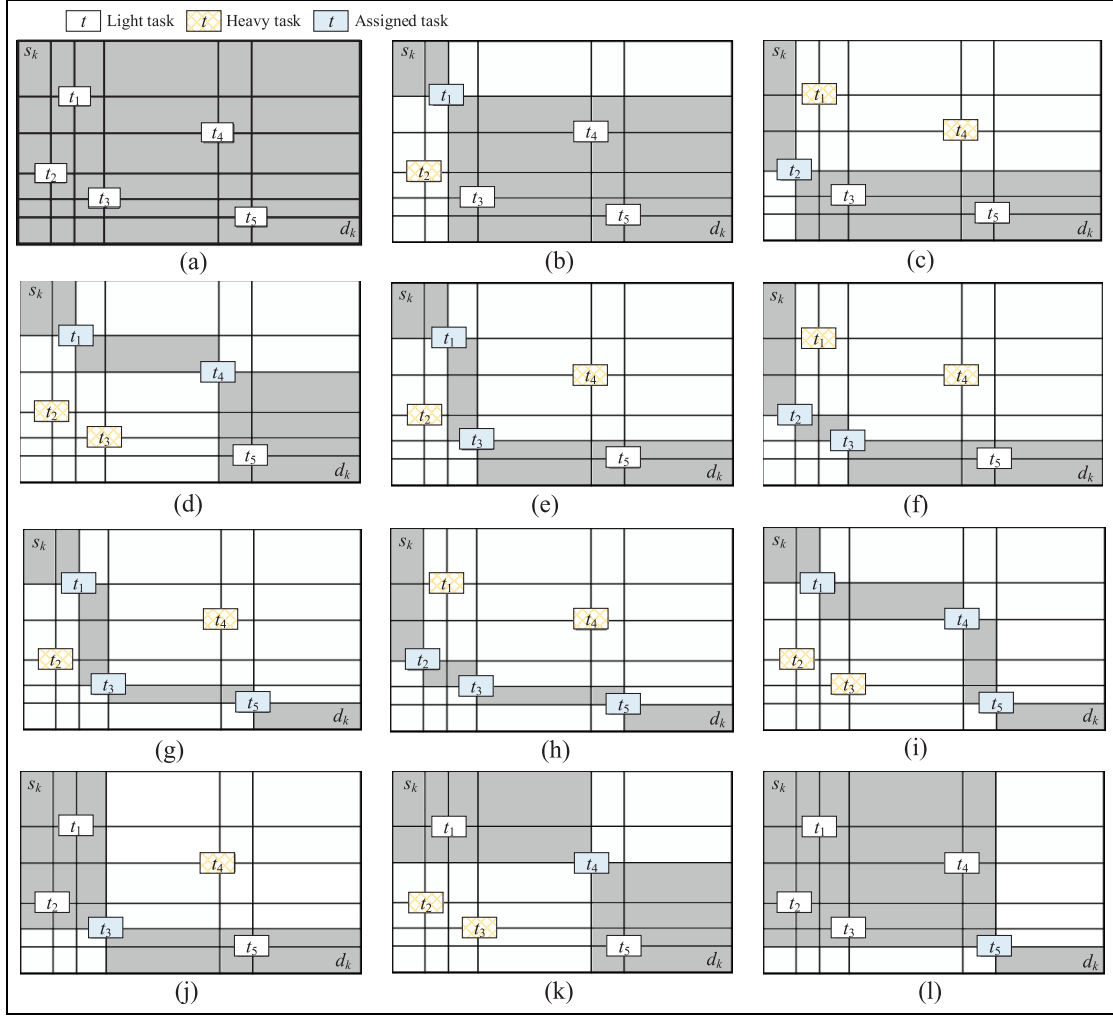 t Light task t Heavy task t Assigned task
s_k
t_1
t_4
t_2
t_3
t_5
d_k
(a)
s_k
t_1
t_4
t_2
t_3
t_5
d_k
(b)
s_k
t_1
t_4
t_2
t_3
t_5
d_k
(c)
s_k
t_1
t_4
t_2
t_3
t_5
d_k
(d)
s_k
t_1
t_4
t_2
t_3
t_5
d_k
(e)
s_k
t_1
t_4
t_2
t_3
t_5
d_k
(f)
s_k
t_1
t_4
t_2
t_3
t_5
d_k
(g)
s_k
t_1
t_4
t_2
t_3
t_5
d_k
(h)
s_k
t_1
t_4
t_2
t_3
t_5
d_k
(i)
s_k
t_1
t_4
t_2
t_3
t_5
d_k
(j)
s_k
t_1
t_4
t_2
t_3
t_5
d_k
(k)
s_k
t_1
t_4
t_2
t_3
t_5
d_k
(l)